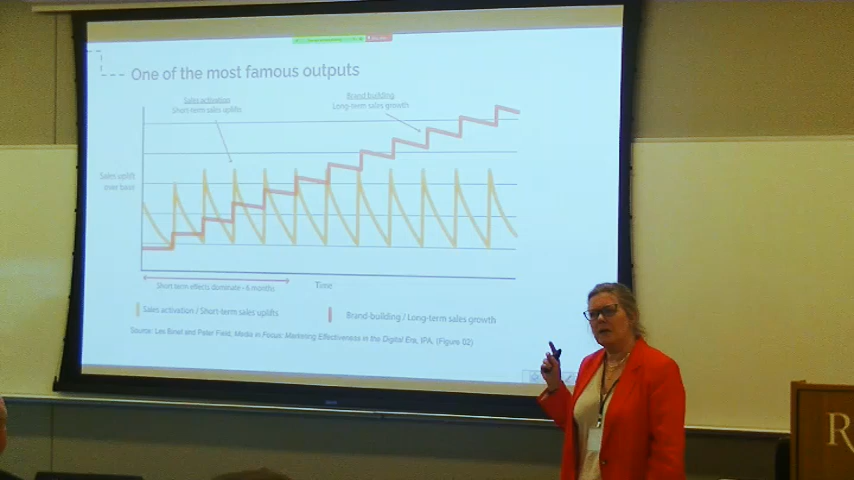 One of the most famous outputs
Sales activation
Short-term sales uplifts
Brand building
Long-term sales growth
Sales uplift
over base
Short term effects dominate - 6 months
Time
Sales activation / Short-term sales uplifts
Brand-building / Long-term sales growth
Source: Les Binet and Peter Field, Media in Focus: Marketing Effectiveness in the Digital Era, IPA, (Figure 02)
R